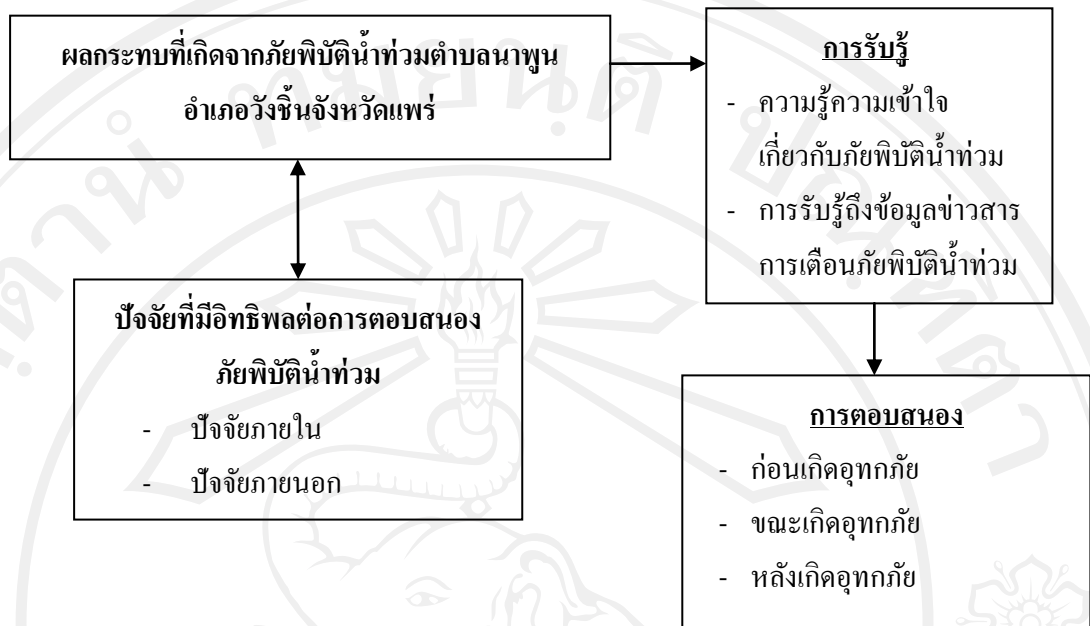 ผลกระทบที่เกิดจากภัยพิบัติน้ำท่วมตำบลนาพูน
อำเภอวังชิ้นจังหวัดแพร่
การรับรู้
- ความรู้ความเข้าใจ
เกี่ยวกับภัยพิบัติน้ำท่วม
- การรับรู้ถึงข้อมูลข่าวสาร
การเตือนภัยพิบัติน้ำท่วม
ปัจจัยที่มีอิทธิพลต่อการตอบสนอง
ภัยพิบัติน้ำท่วม
- ปัจจัยภายใน
- ปัจจัยภายนอก
การตอบสนอง
- ก่อนเกิดอุทกภัย
- ขณะเกิดอุทกภัย
- หลังเกิดอุทกภัย